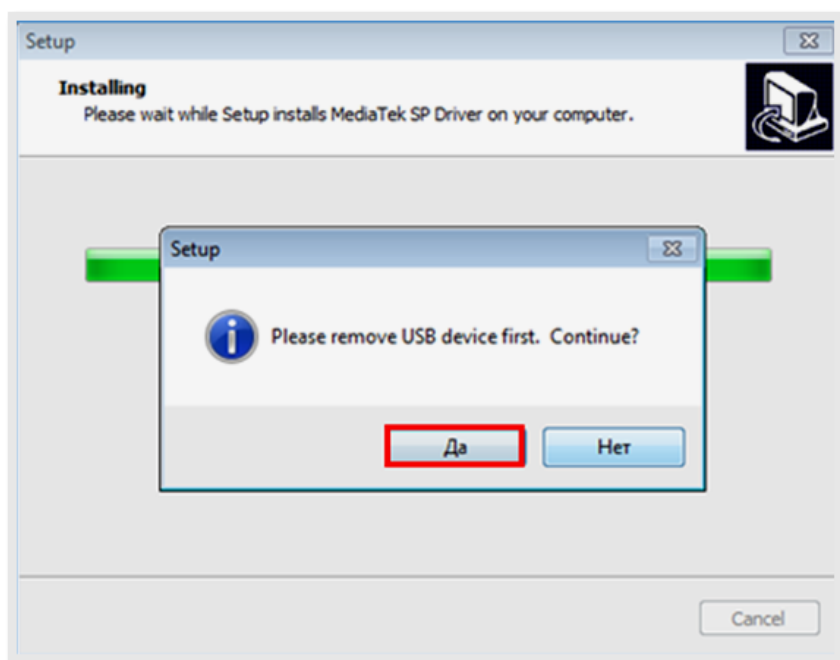 Setup
Installing
Please wait while Setup installs MediaTek SP Driver on your computer.
Setup
Please remove USB device first. Continue?
Да
Нет
Cancel